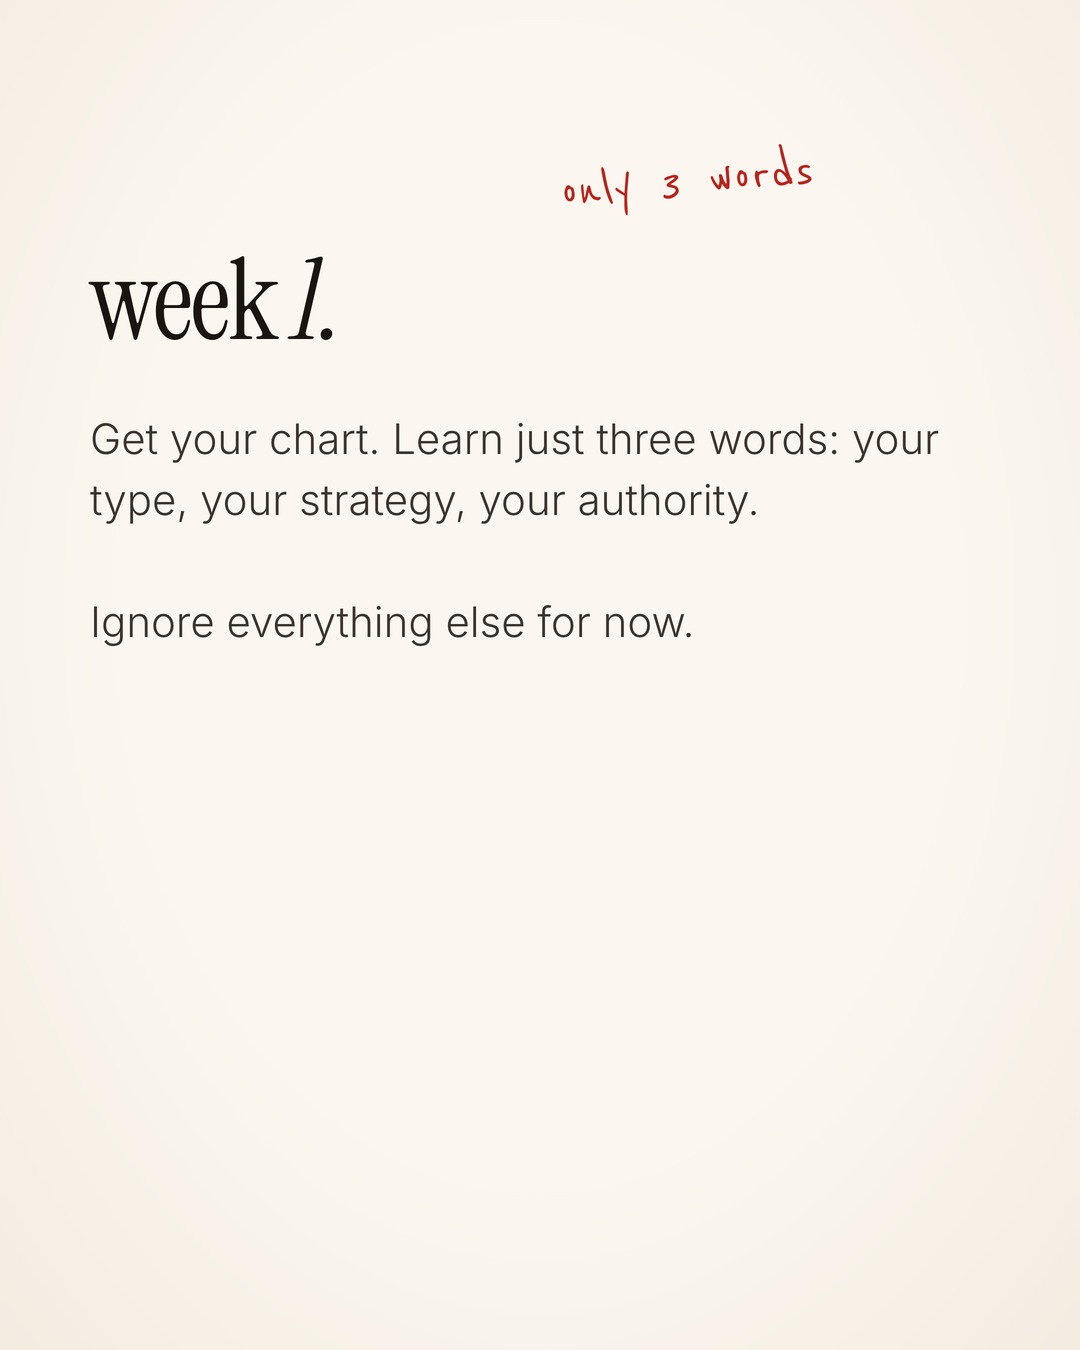 only 3 words
week 1.
Get your chart. Learn just three words: your
type, your strategy, your authority.
Ignore everything else for now.